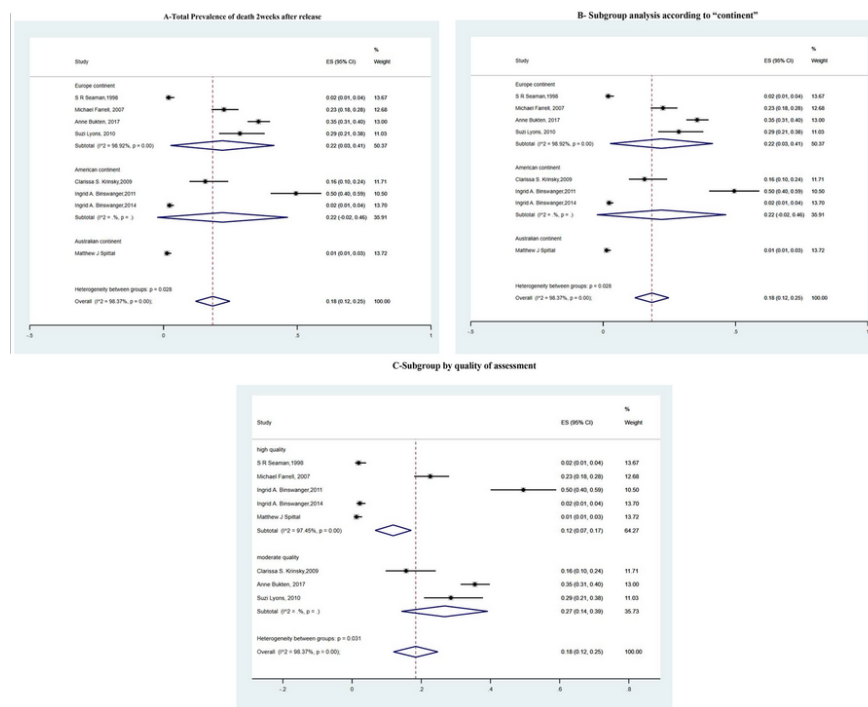 A-Total Prevalence of death 2weeks after release
%
Study ES (95% CI) Weight
Europe continent
S R Seaman,1998 0.02 (0.01, 0.04) 13.67
Michael Farrell, 2007 0.23 (0.18, 0.28) 12.68
Anne Bukten, 2017 0.35 (0.31, 0.40) 13.00
Suzi Lyons, 2010 0.29 (0.21, 0.38) 11.03
Subtotal (I^2 = 98.92%, p = 0.00) 0.22 (0.03, 0.41) 50.37
American continent
Clarissa S. Krinsky,2009 0.16 (0.10, 0.24) 11.71
Ingrid A. Binswanger,2011 0.50 (0.40, 0.59) 10.50
Ingrid A. Binswanger,2014 0.02 (0.01, 0.04) 13.70
Subtotal (I^2 = .%, p = .) 0.22 (-0.02, 0.46) 35.91
Australian continent
Matthew J Spittal 0.01 (0.01, 0.03) 13.72
Heterogeneity between groups: p = 0.028
Overall (I^2 = 98.37%, p = 0.00); 0.18 (0.12, 0.25) 100.00
-.5 0 .5 1
B- Subgroup analysis according to “continent”
%
Study ES (95% CI) Weight
Europe continent
S R Seaman,1998 0.02 (0.01, 0.04) 13.67
Michael Farrell, 2007 0.23 (0.18, 0.28) 12.68
Anne Bukten, 2017 0.35 (0.31, 0.40) 13.00
Suzi Lyons, 2010 0.29 (0.21, 0.38) 11.03
Subtotal (I^2 = 98.92%, p = 0.00) 0.22 (0.03, 0.41) 50.37
American continent
Clarissa S. Krinsky,2009 0.16 (0.10, 0.24) 11.71
Ingrid A. Binswanger,2011 0.50 (0.40, 0.59) 10.50
Ingrid A. Binswanger,2014 0.02 (0.01, 0.04) 13.70
Subtotal (I^2 = .%, p = .) 0.22 (-0.02, 0.46) 35.91
Australian continent
Matthew J Spittal 0.01 (0.01, 0.03) 13.72
Heterogeneity between groups: p = 0.028
Overall (I^2 = 98.37%, p = 0.00); 0.18 (0.12, 0.25) 100.00
-.5 0 .5 1
C-Subgroup by quality of assessment
%
Study ES (95% CI) Weight
high quality
S R Seaman,1998 0.02 (0.01, 0.04) 13.67
Michael Farrell, 2007 0.23 (0.18, 0.28) 12.68
Ingrid A. Binswanger,2011 0.50 (0.40, 0.59) 10.50
Ingrid A. Binswanger,2014 0.02 (0.01, 0.04) 13.70
Matthew J Spittal 0.01 (0.01, 0.03) 13.72
Subtotal (I^2 = 97.45%, p = 0.00) 0.12 (0.07, 0.17) 64.27
moderate quality
Clarissa S. Krinsky,2009 0.16 (0.10, 0.24) 11.71
Anne Bukten, 2017 0.35 (0.31, 0.40) 13.00
Suzi Lyons, 2010 0.29 (0.21, 0.38) 11.03
Subtotal (I^2 = .%, p = .) 0.27 (0.14, 0.39) 35.73
Heterogeneity between groups: p = 0.031
Overall (I^2 = 98.37%, p = 0.00); 0.18 (0.12, 0.25) 100.00
-.2 0 .2 .4 .6 .8